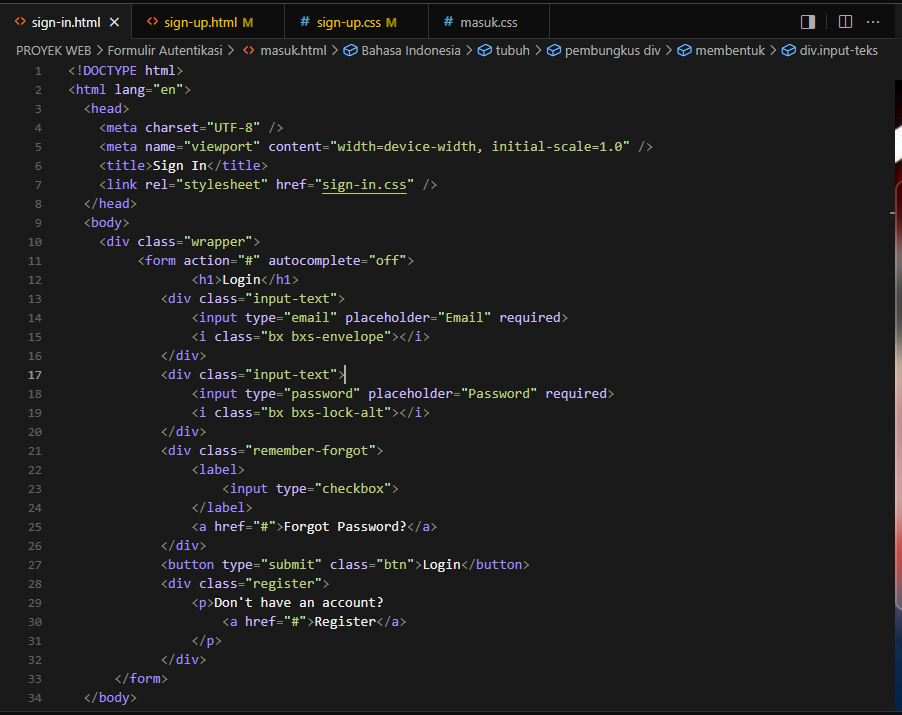 sign-in.html sign-up.html M sign-up.css M masuk.css
PROYEK WEB > Formulir Autentikasi > masuk.html > Bahasa Indonesia > tubuh > pembungkus div > membentuk > div.input-teks
1 <!DOCTYPE html>
2 <html lang="en">
3 <head>
4 <meta charset="UTF-8" />
5 <meta name="viewport" content="width=device-width, initial-scale=1.0" />
6 <title>Sign In</title>
7 <link rel="stylesheet" href="sign-in.css" />
8 </head>
9 <body>
10 <div class="wrapper">
11 <form action="#" autocomplete="off">
12 <h1>Login</h1>
13 <div class="input-text">
14 <input type="email" placeholder="Email" required>
15 <i class="bx bxs-envelope"></i>
16 </div>
17 <div class="input-text">
18 <input type="password" placeholder="Password" required>
19 <i class="bx bxs-lock-alt"></i>
20 </div>
21 <div class="remember-forgot">
22 <label>
23 <input type="checkbox">
24 </label>
25 <a href="#">Forgot Password?</a>
26 </div>
27 <button type="submit" class="btn">Login</button>
28 <div class="register">
29 <p>Don't have an account?
30 <a href="#">Register</a>
31 </p>
32 </div>
33 </form>
34 </body>